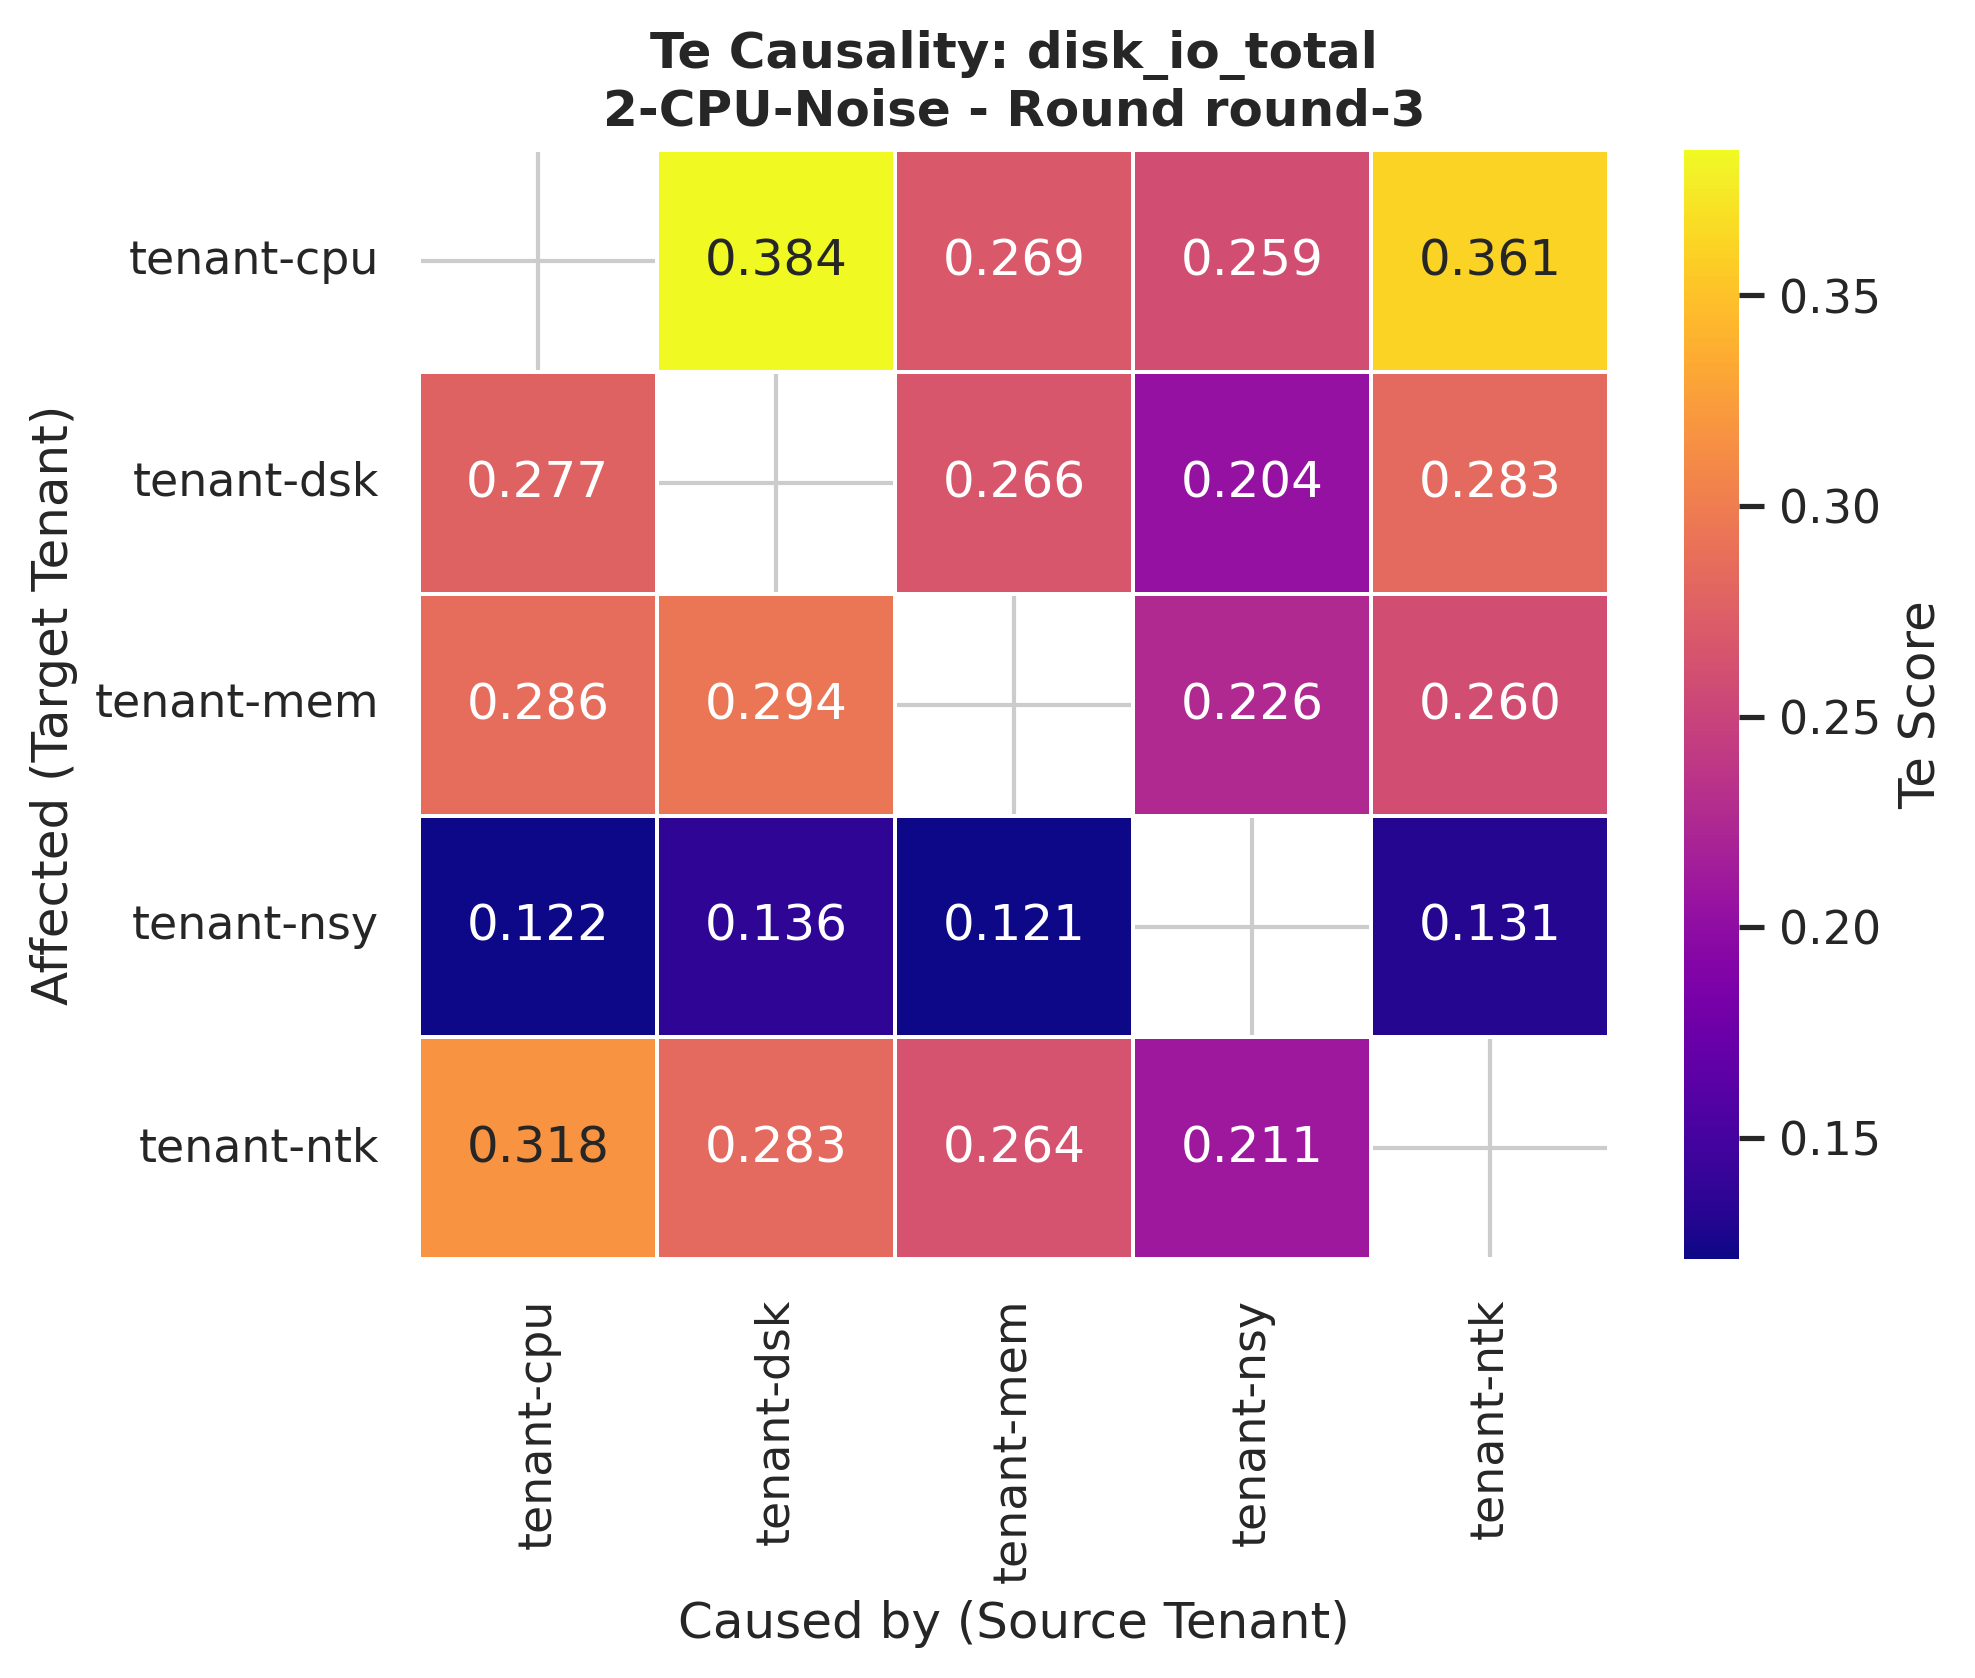 Te Causality: disk_io_total
2-CPU-Noise - Round round-3
Affected (Target Tenant)
tenant-cpu 0.384 0.269 0.259 0.361
tenant-dsk 0.277 0.266 0.204 0.283
tenant-mem 0.286 0.294 0.226 0.260
tenant-nsy 0.122 0.136 0.121 0.131
tenant-ntk 0.318 0.283 0.264 0.211
tenant-cpu
tenant-dsk
tenant-mem
tenant-nsy
tenant-ntk
Caused by (Source Tenant)
0.35
0.30
0.25
0.20
0.15
Te Score